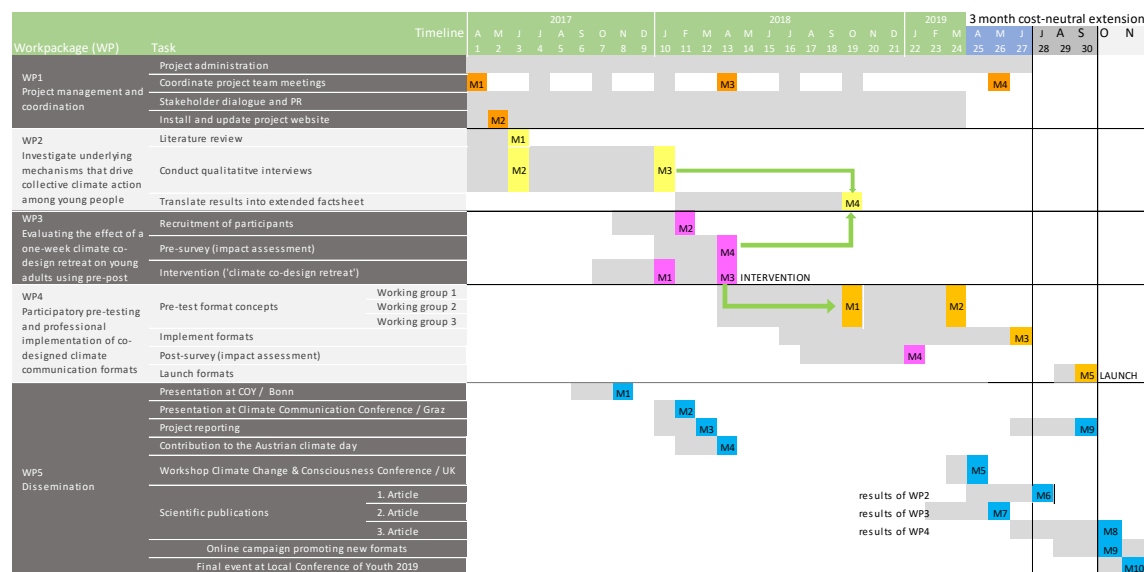 2017 2018 2019 3 month cost-neutral extension
Timeline A M J J A S O N D J F M A M J J A S O N D J F M A M J J A S O N
Workpackage (WP) Task 1 2 3 4 5 6 7 8 9 10 11 12 13 14 15 16 17 18 19 20 21 22 23 24 25 26 27 28 29 30
WP1
Project management and
coordination
Project administration
Coordinate project team meetings M1 M3 M4
Stakeholder dialogue and PR
Install and update project website M2
WP2
Investigate underlying
mechanisms that drive
collective climate action
among young people
Literature review M1
Conduct qualitatitve interviews M2 M3
Translate results into extended factsheet M4
WP3
Evaluating the effect of a
one-week climate co-
design retreat on young
adults using pre-post
Recruitment of participants M2
Pre-survey (impact assessment) M4
Intervention ('climate co-design retreat') M1 M3 INTERVENTION
WP4
Participatory pre-testing
and professional
implementation of co-
designed climate
communication formats
Pre-test format concepts
Working group 1
Working group 2 M1 M2
Working group 3
Implement formats M3
Post-survey (impact assessment) M4
Launch formats M5 LAUNCH
WP5
Dissemination
Presentation at COY / Bonn M1
Presentation at Climate Communication Conference / Graz M2
Project reporting M3 M9
Contribution to the Austrian climate day M4
Workshop Climate Change & Consciousness Conference / UK M5
Scientific publications
1. Article results of WP2 M6
2. Article results of WP3 M7
3. Article results of WP4 M8
Online campaign promoting new formats M9
Final event at Local Conference of Youth 2019 M10